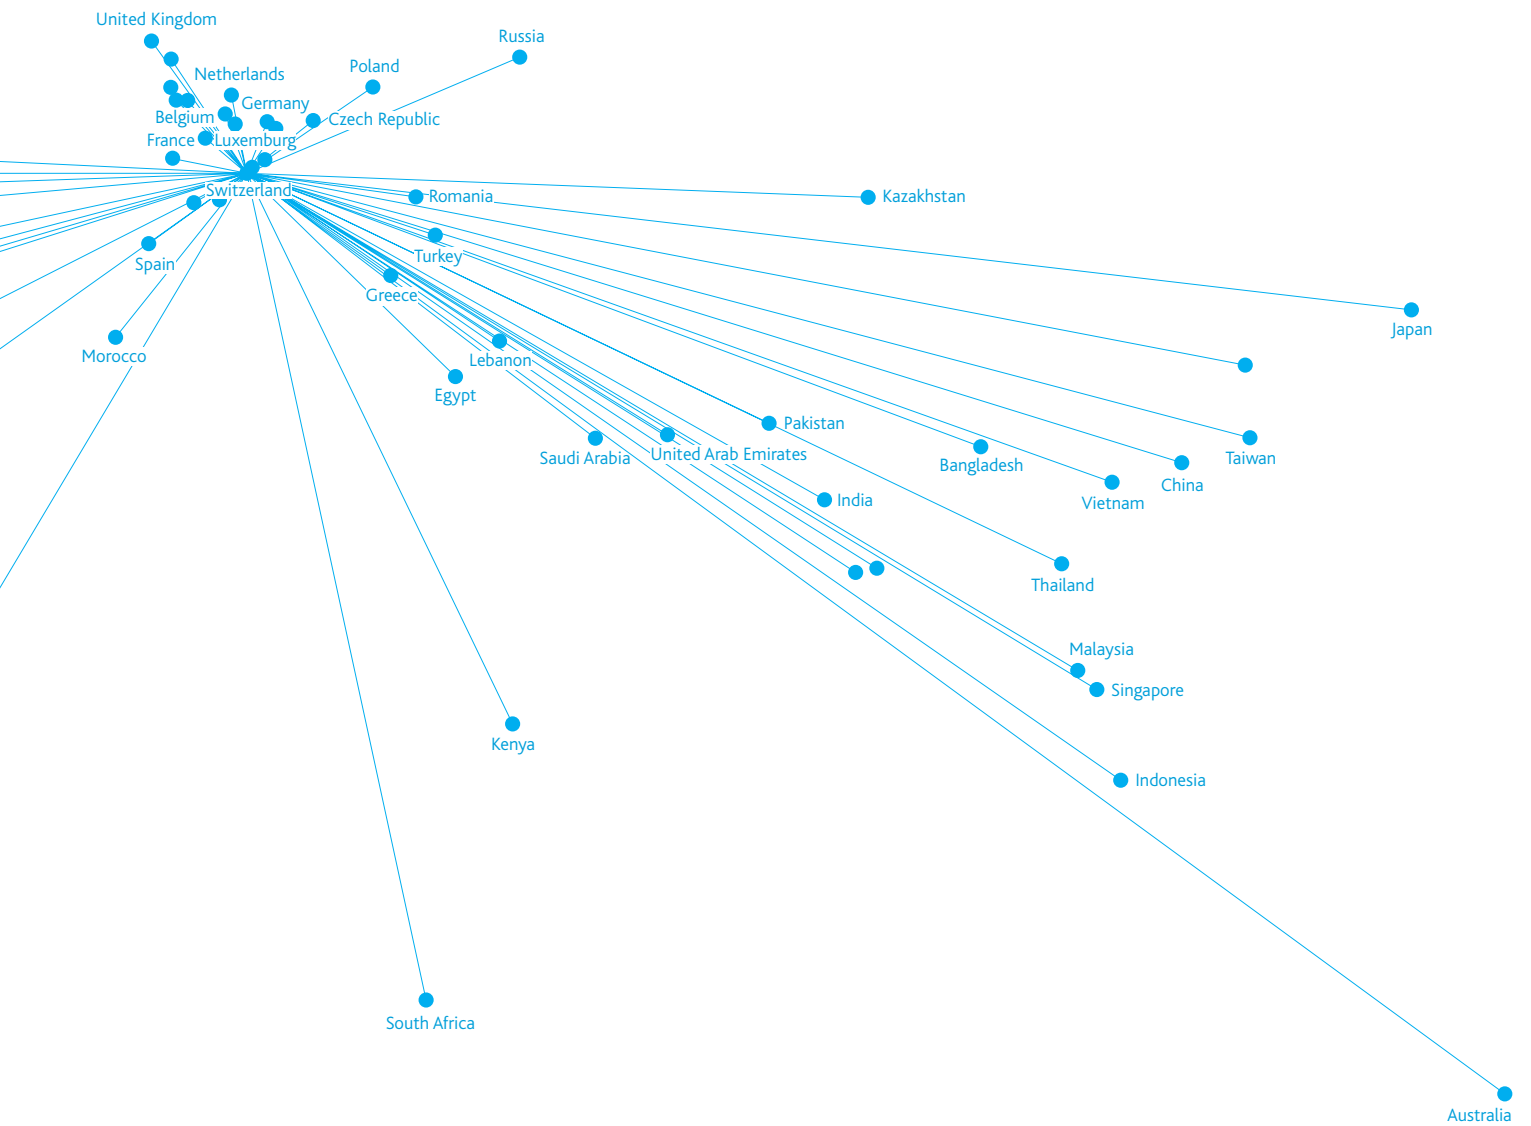 United Kingdom
Russia
Poland
Netherlands
Germany
Belgium
Czech Republic
France
Luxemburg
Switzerland
Romania
Kazakhstan
Turkey
Spain
Greece
Japan
Morocco
Lebanon
Egypt
Pakistan
Saudi Arabia
United Arab Emirates
Bangladesh
Taiwan
China
Vietnam
India
Thailand
Malaysia
Singapore
Kenya
Indonesia
South Africa
Australia